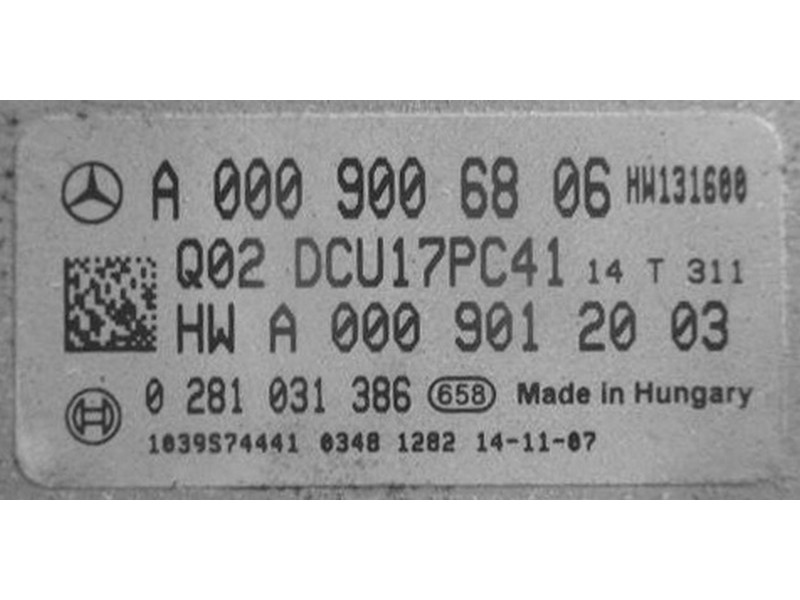 A 000 900 68 06 HW131600
Q02 DCU17PC41 14 T 311
HW A 000 901 20 03
0 281 031 386 658 Made in Hungary
1039S74441 0348 1282 14-11-07